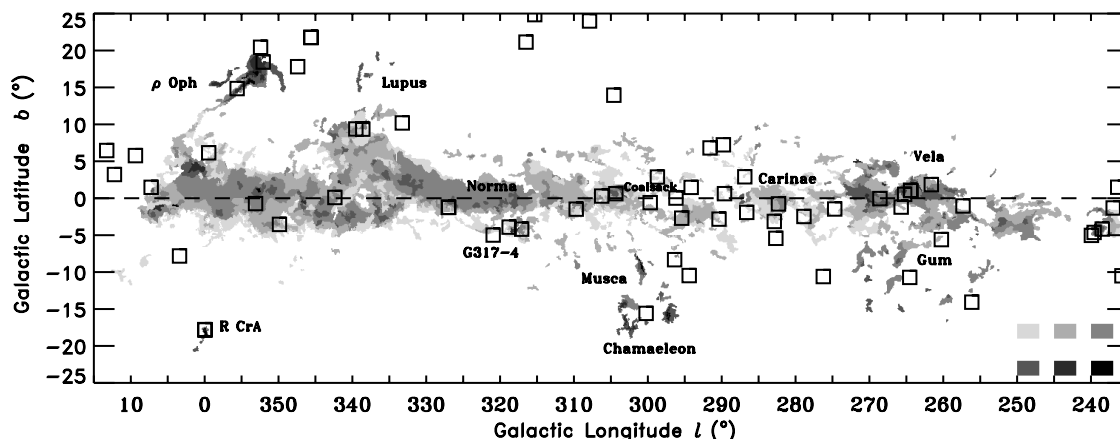 25
20
15
10
5
0
−5
−10
−15
−20
−25
Galactic Latitude b (°)
ρ Oph
Lupus
Norma
Coalsack
Carinae
Vela
G317−4
Musca
Gum
R CrA
Chamaeleon
10 0 350 340 330 320 310 300 290 280 270 260 250 240
Galactic Longitude l (°)